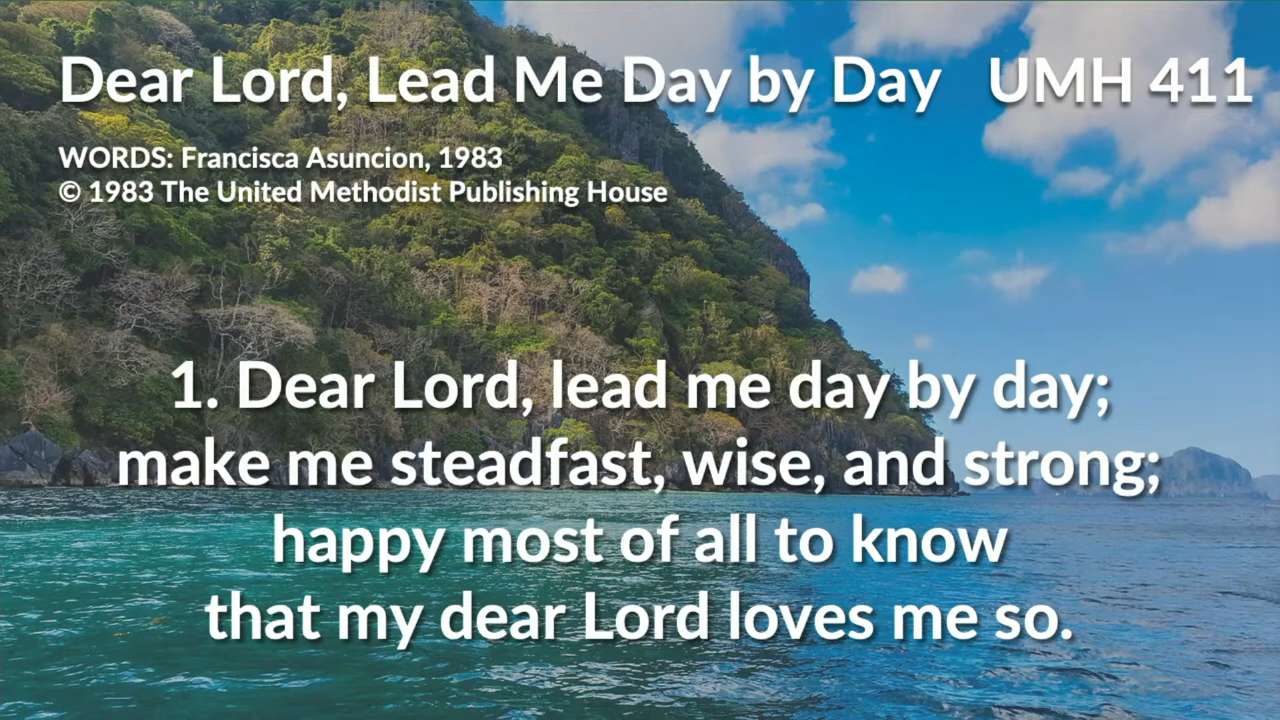 Dear Lord, Lead Me Day by Day UMH 411
WORDS: Francisca Asuncion, 1983
© 1983 The United Methodist Publishing House
1. Dear Lord, lead me day by day;
make me steadfast, wise, and strong;
happy most of all to know
that my dear Lord loves me so.